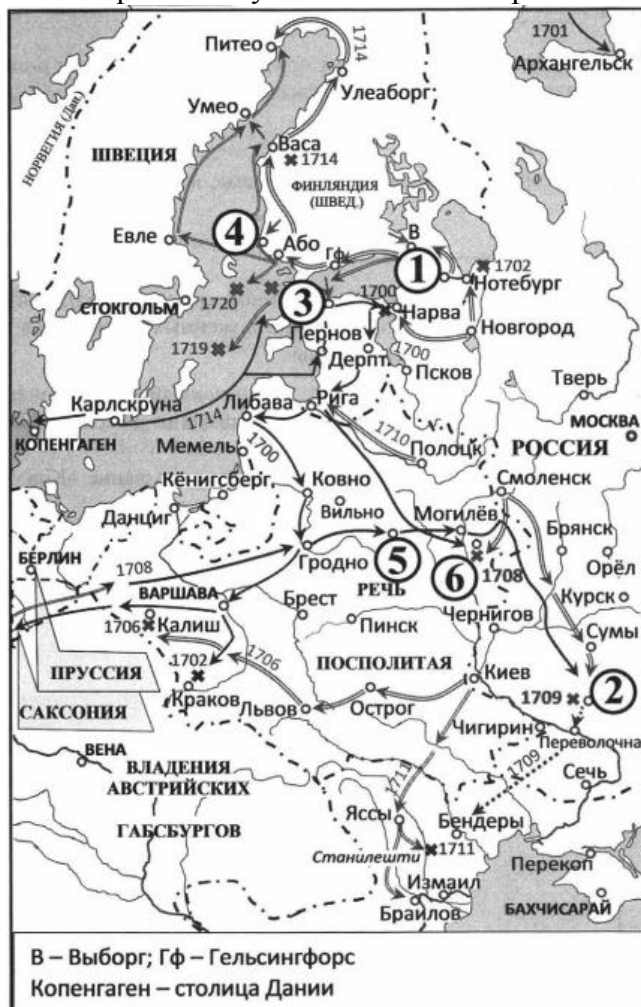 1701
Архангельск
Питео
1714
Улеаборг
НОРВЕГИЯ (Дат.)
Умео
ШВЕЦИЯ
Васа
1714
ФИНЛЯНДИЯ
(ШВЕД.)
Евле
4
Або
Гф
В
1
1702
Нотебург
СТОКГОЛЬМ
1720
3
1700
Нарва
Новгород
1719
Пернов
Дерпт
1700
Псков
Тверь
Карлскруна
1714
Либава
Рига
МОСКВА
КОПЕНГАГЕН
Мемель
1700
1710
Полоцк
РОССИЯ
Кёнигсберг
Ковно
Смоленск
Данциг
Вильно
Могилёв
Брянск
БЕРЛИН
1708
Гродно
5
6
1708
Орёл
ВАРШАВА
Брест
РЕЧЬ
Курск
1706
Калиш
Пинск
Чернигов
Сумы
ПРУССИЯ
1702
1706
ПОСПОЛИТАЯ
САКСОНИЯ
Краков
Львов
Острог
Киев
1709
2
Чигирин
Переволочна
ВЕНА
ВЛАДЕНИЯ
АВСТРИЙСКИХ
ГАБСБУРГОВ
1711
1709
Сечь
Яссы
Бендеры
Станилешти
1711
Перекоп
Измаил
Браилов
БАХЧИСАРАЙ
В – Выборг; Гф – Гельсингфорс
Копенгаген – столица Дании